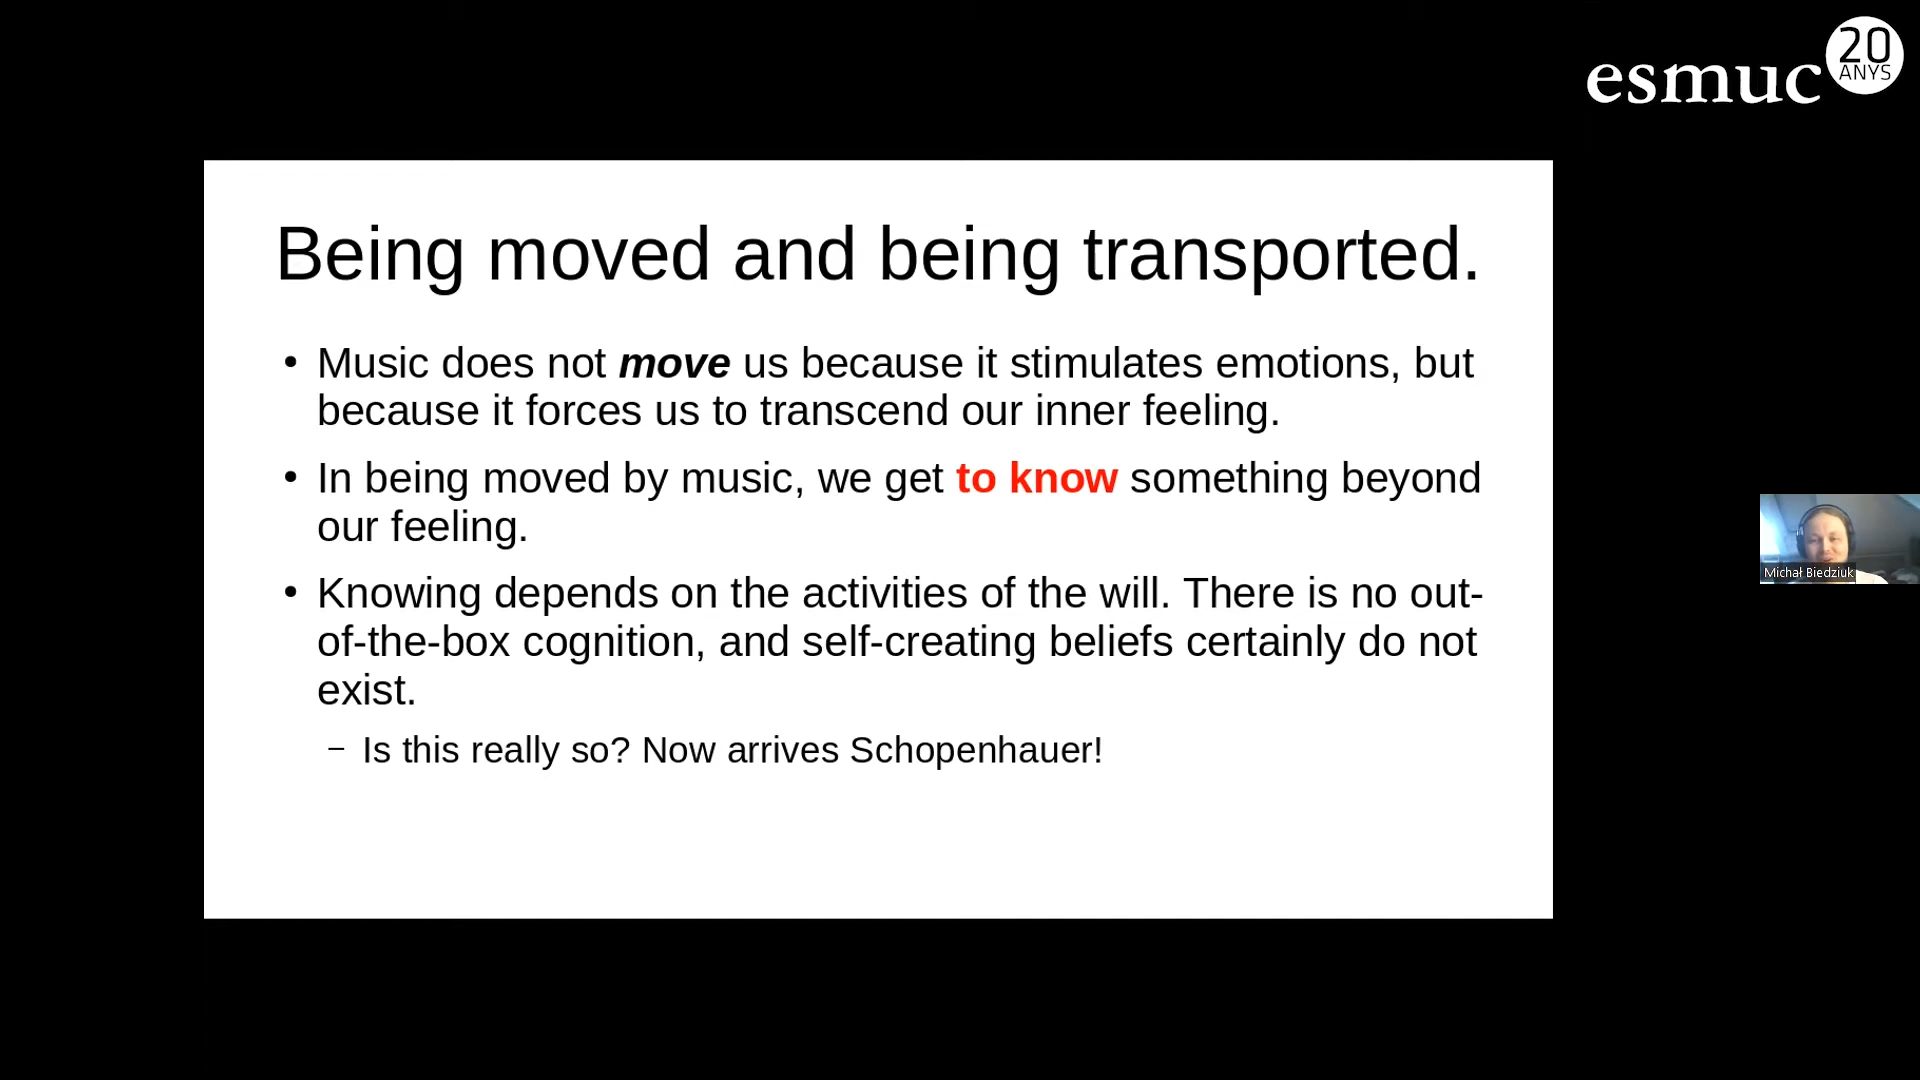 esmuc
20
ANYS
Being moved and being transported.
• Music does not move us because it stimulates emotions, but
because it forces us to transcend our inner feeling.
• In being moved by music, we get to know something beyond
our feeling.
• Knowing depends on the activities of the will. There is no out-
of-the-box cognition, and self-creating beliefs certainly do not
exist.
– Is this really so? Now arrives Schopenhauer!
Michał Biedziuk